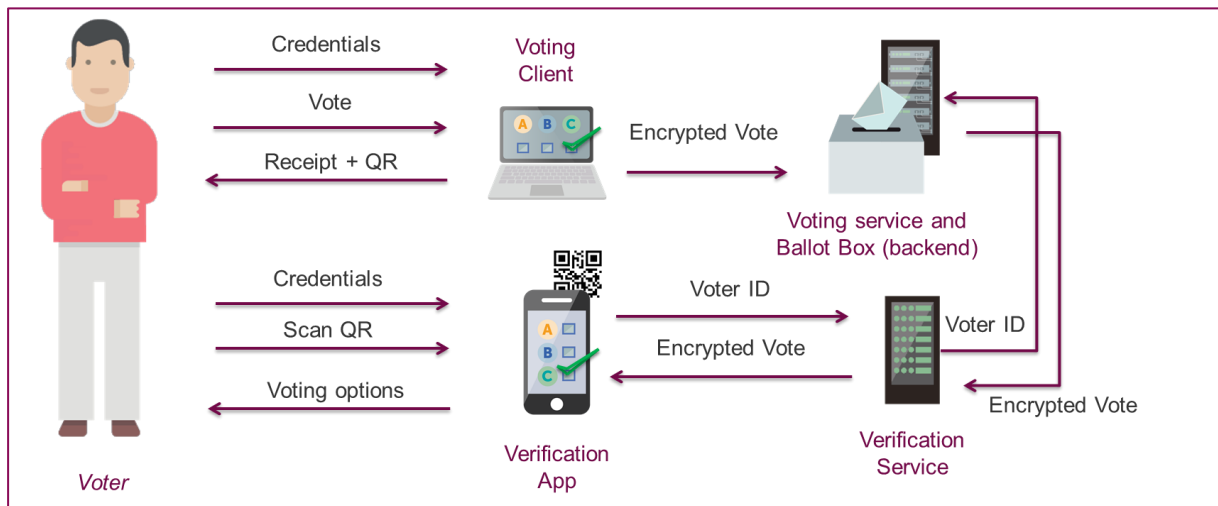 Credentials
Vote
Receipt + QR
Voting
Client
A B C
Encrypted Vote
Voting service and
Ballot Box (backend)
Credentials
Scan QR
Voting options
A
B
C
Voter ID
Encrypted Vote
Voter ID
Encrypted Vote
Voter
Verification
App
Verification
Service